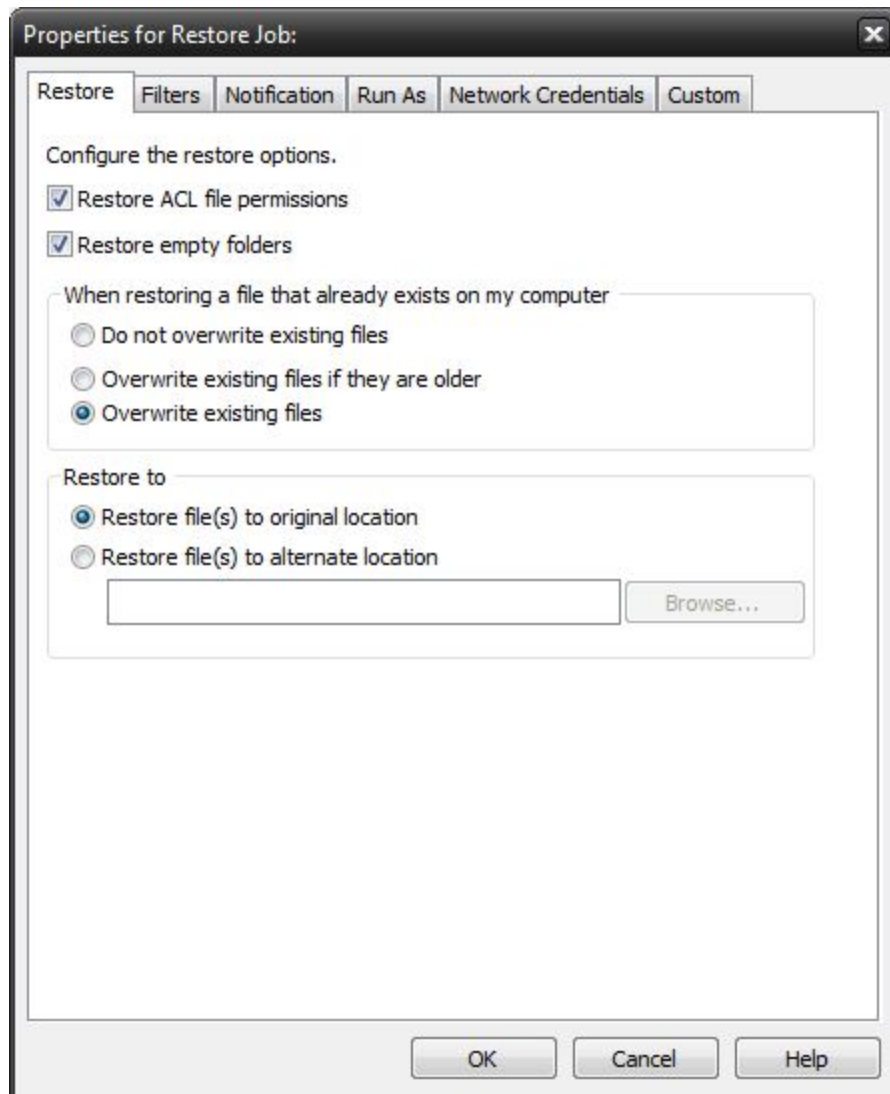 Properties for Restore Job:
Restore Filters Notification Run As Network Credentials Custom
Configure the restore options.
Restore ACL file permissions
Restore empty folders
When restoring a file that already exists on my computer
Do not overwrite existing files
Overwrite existing files if they are older
Overwrite existing files
Restore to
Restore file(s) to original location
Restore file(s) to alternate location
Browse...
OK Cancel Help